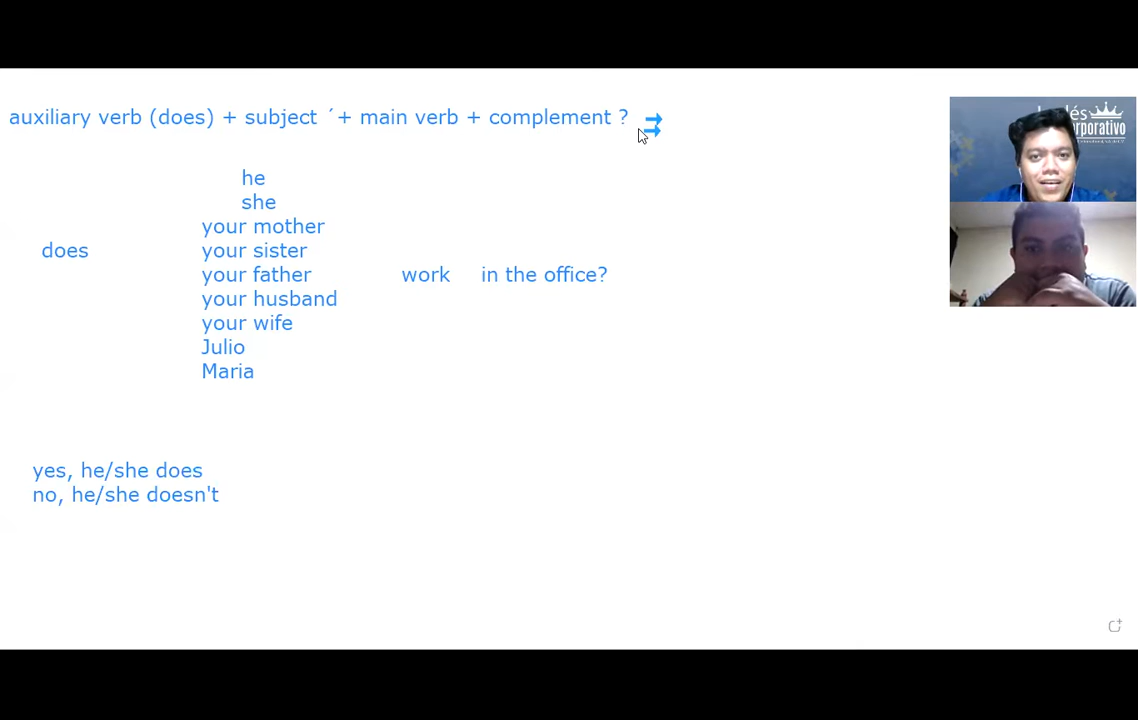 auxiliary verb (does) + subject ´+ main verb + complement ?
he
she
your mother
does your sister
your father work in the office?
your husband
your wife
Julio
Maria
yes, he/she does
no, he/she doesn't